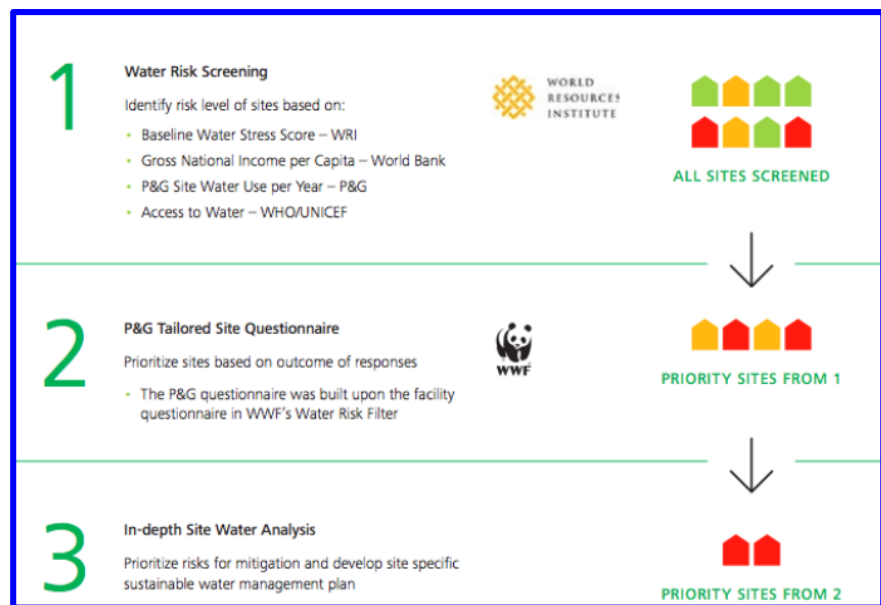 1
Water Risk Screening
Identify risk level of sites based on:
• Baseline Water Stress Score – WRI
• Gross National Income per Capita – World Bank
• P&G Site Water Use per Year – P&G
• Access to Water – WHO/UNICEF
WORLD
RESOURCES
INSTITUTE
ALL SITES SCREENED
2
P&G Tailored Site Questionnaire
Prioritize sites based on outcome of responses
• The P&G questionnaire was built upon the facility
questionnaire in WWF's Water Risk Filter
WWF
PRIORITY SITES FROM 1
3
In-depth Site Water Analysis
Prioritize risks for mitigation and develop site specific
sustainable water management plan
PRIORITY SITES FROM 2